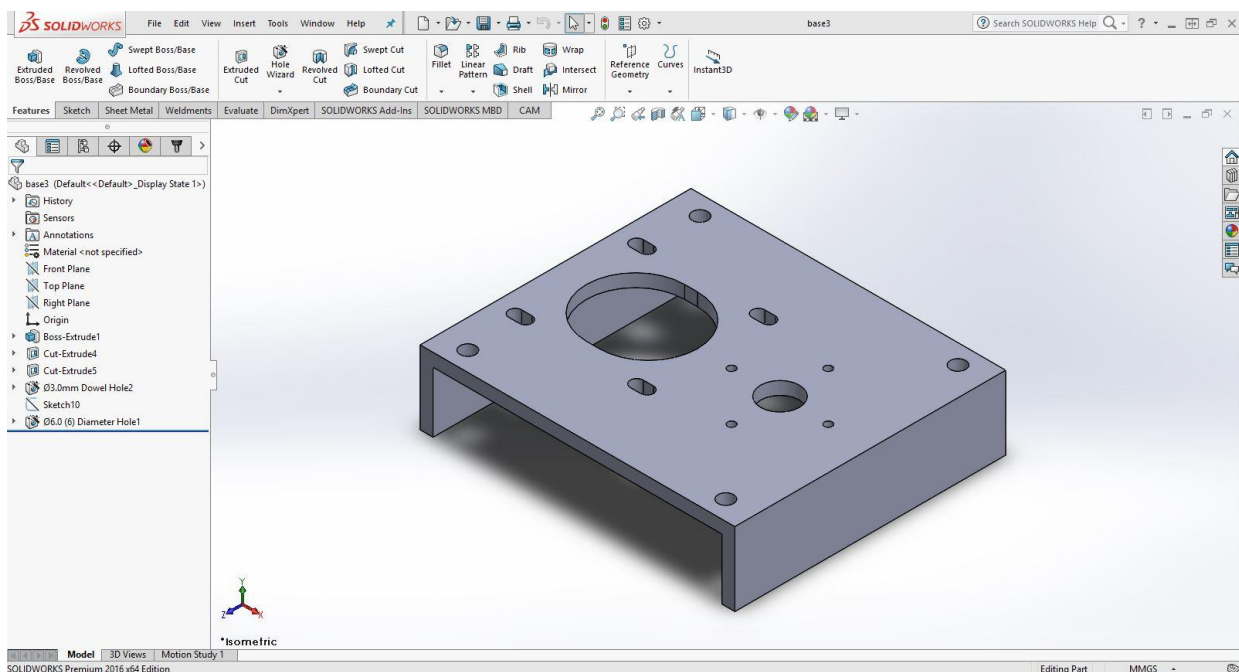 SOLIDWORKS File Edit View Insert Tools Window Help base3 Search SOLIDWORKS Help
Extruded Boss/Base
Revolved Boss/Base
Swept Boss/Base
Lofted Boss/Base
Boundary Boss/Base
Extruded Cut
Hole Wizard
Revolved Cut
Swept Cut
Lofted Cut
Boundary Cut
Fillet
Linear Pattern
Rib
Draft
Shell
Wrap
Intersect
Mirror
Reference Geometry
Curves
Instant3D
Features Sketch Sheet Metal Weldments Evaluate DimXpert SOLIDWORKS Add-Ins SOLIDWORKS MBD CAM
base3 (Default<<Default>_Display State 1>)
History
Sensors
Annotations
Material <not specified>
Front Plane
Top Plane
Right Plane
Origin
Boss-Extrude1
Cut-Extrude4
Cut-Extrude5
Ø3.0mm Dowel Hole2
Sketch10
Ø6.0 (6) Diameter Hole1
Y
Z X
*Isometric
Model 3D Views Motion Study 1
SOLIDWORKS Premium 2016 x64 Edition Editing Part MMGS